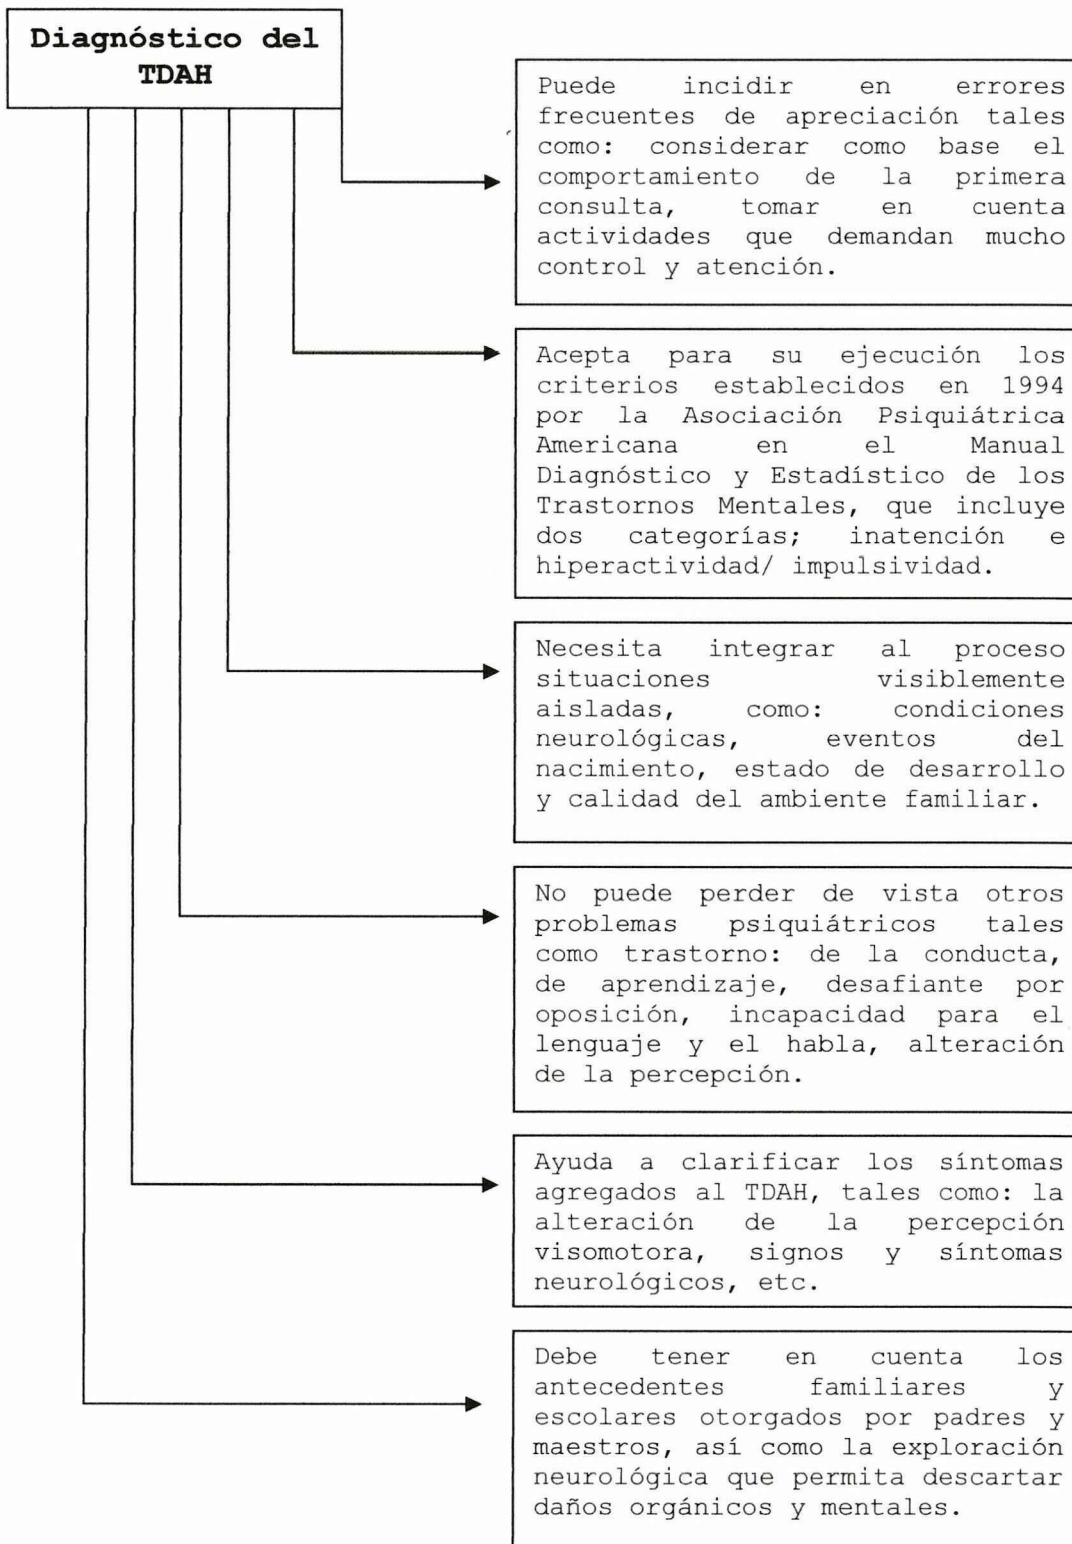 Diagnóstico del
TDAH
Puede incidir en errores
frecuentes de apreciación tales
como: considerar como base el
comportamiento de la primera
consulta, tomar en cuenta
actividades que demandan mucho
control y atención.
Acepta para su ejecución los
criterios establecidos en 1994
por la Asociación Psiquiátrica
Americana en el Manual
Diagnóstico y Estadístico de los
Trastornos Mentales, que incluye
dos categorías; inatención e
hiperactividad/ impulsividad.
Necesita integrar al proceso
situaciones visiblemente
aisladas, como: condiciones
neurológicas, eventos del
nacimiento, estado de desarrollo
y calidad del ambiente familiar.
No puede perder de vista otros
problemas psiquiátricos tales
como trastorno: de la conducta,
de aprendizaje, desafiante por
oposición, incapacidad para el
lenguaje y el habla, alteración
de la percepción.
Ayuda a clarificar los síntomas
agregados al TDAH, tales como: la
alteración de la percepción
visomotora, signos y síntomas
neurológicos, etc.
Debe tener en cuenta los
antecedentes familiares y
escolares otorgados por padres y
maestros, así como la exploración
neurológica que permita descartar
daños orgánicos y mentales.